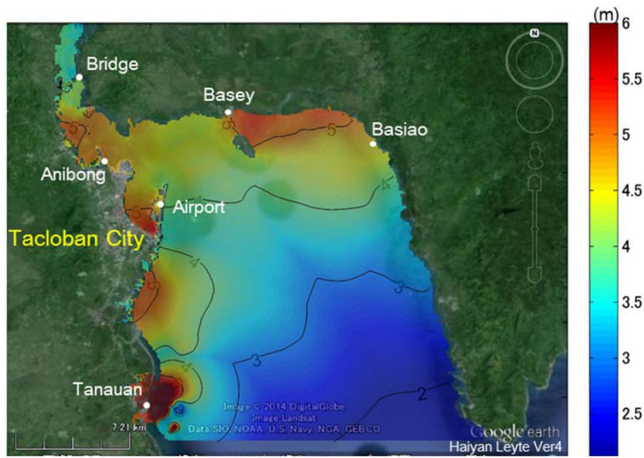 (m)
6
5.5
5
4.5
4
3.5
3
2.5
N
Bridge
Basey
Basiao
Anibong
Airport
Tacloban City
Tanauan
5
5
5
5
4
4
4
3
3
2
7.21 km
Image © 2014 DigitalGlobe
Image Landsat
Data SIO, NOAA, U.S. Navy, NGA, GEBCO
Google earth
Haiyan Leyte Ver4